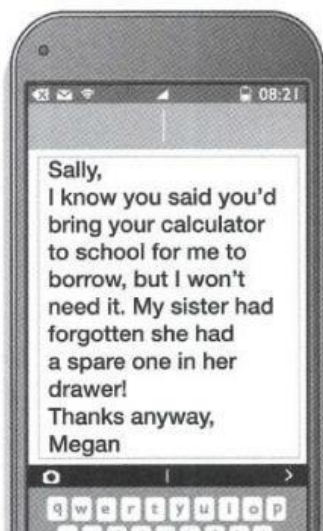 08:21
Sally,
I know you said you'd
bring your calculator
to school for me to
borrow, but I won't
need it. My sister had
forgotten she had
a spare one in her
drawer!
Thanks anyway,
Megan
q w e r t y u i o p